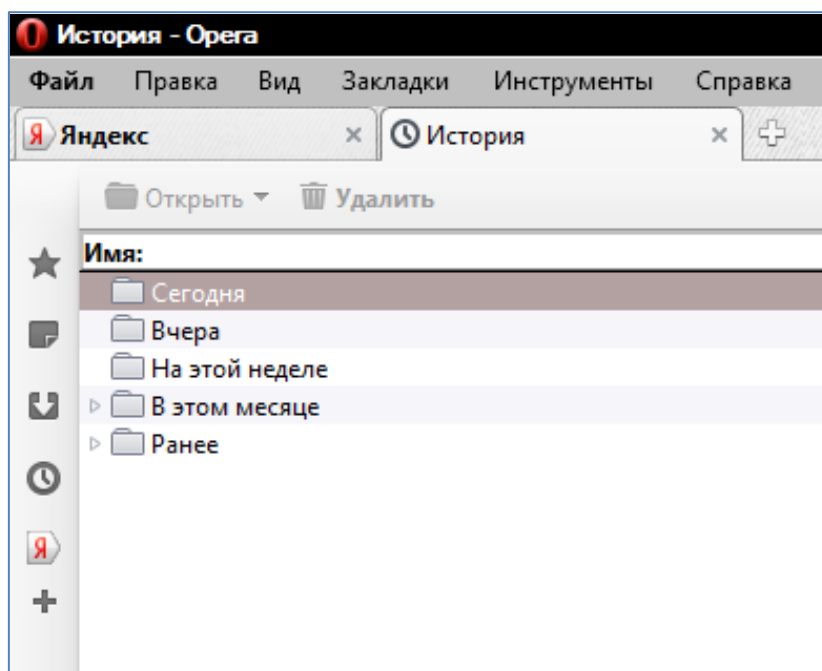 История - Opera
Файл Правка Вид Закладки Инструменты Справка
Я Яндекс История
Открыть Удалить
Имя:
Сегодня
Вчера
На этой неделе
В этом месяце
Ранее
Я